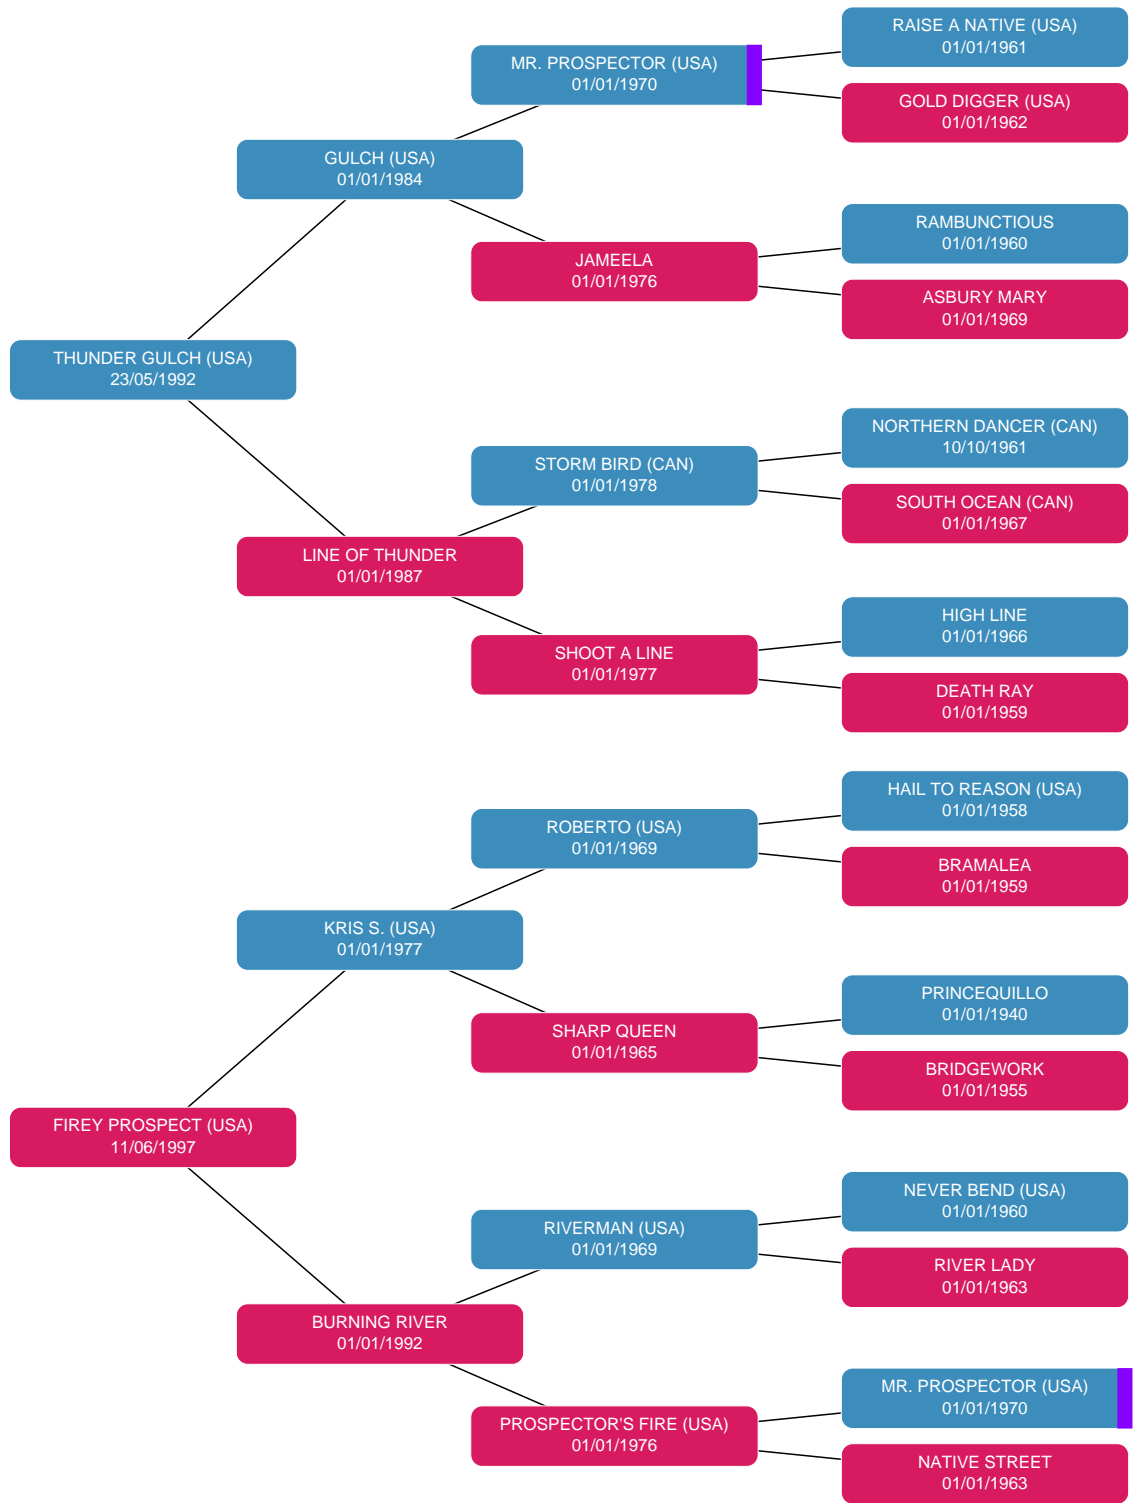 RAISE A NATIVE (USA)
01/01/1961
MR. PROSPECTOR (USA)
01/01/1970
GOLD DIGGER (USA)
01/01/1962
GULCH (USA)
01/01/1984
RAMBUNCTIOUS
01/01/1960
JAMEELA
01/01/1976
ASBURY MARY
01/01/1969
THUNDER GULCH (USA)
23/05/1992
NORTHERN DANCER (CAN)
10/10/1961
STORM BIRD (CAN)
01/01/1978
SOUTH OCEAN (CAN)
01/01/1967
LINE OF THUNDER
01/01/1987
HIGH LINE
01/01/1966
SHOOT A LINE
01/01/1977
DEATH RAY
01/01/1959
HAIL TO REASON (USA)
01/01/1958
ROBERTO (USA)
01/01/1969
BRAMALEA
01/01/1959
KRIS S. (USA)
01/01/1977
PRINCEQUILLO
01/01/1940
SHARP QUEEN
01/01/1965
BRIDGEWORK
01/01/1955
FIREY PROSPECT (USA)
11/06/1997
NEVER BEND (USA)
01/01/1960
RIVERMAN (USA)
01/01/1969
RIVER LADY
01/01/1963
BURNING RIVER
01/01/1992
MR. PROSPECTOR (USA)
01/01/1970
PROSPECTOR'S FIRE (USA)
01/01/1976
NATIVE STREET
01/01/1963